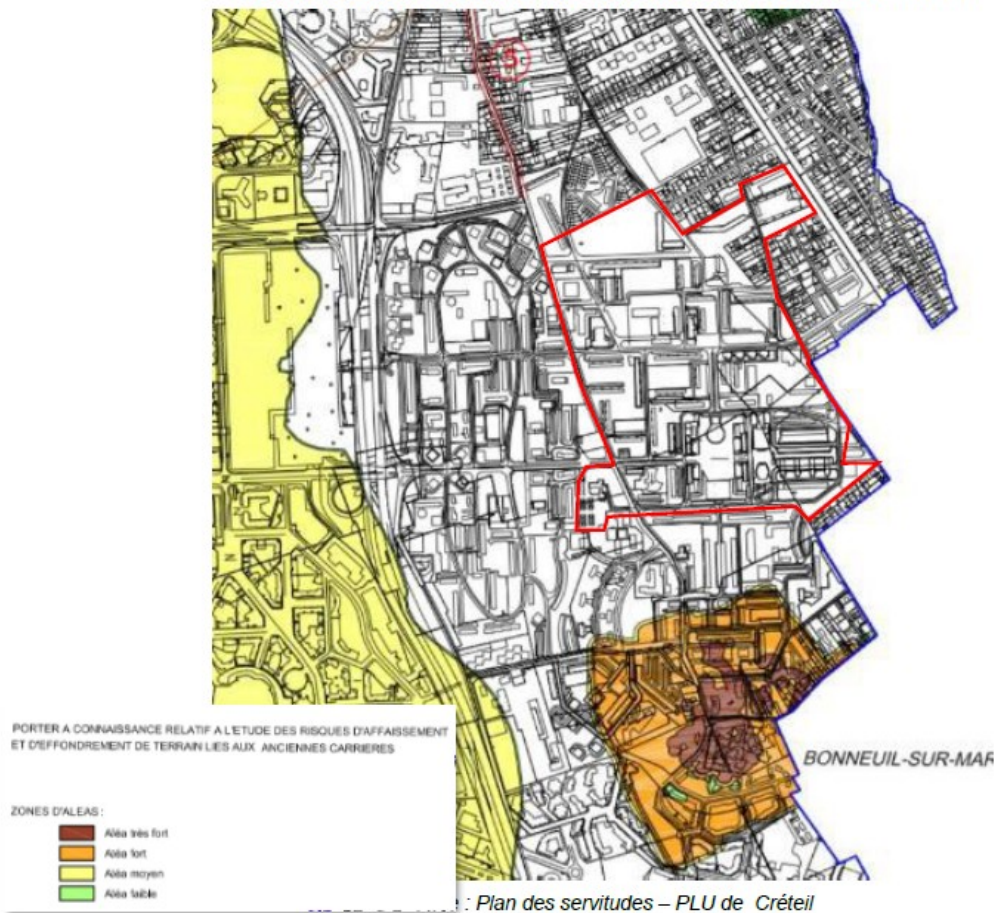 5
BONNEUIL-SUR-MAR
PORTER A CONNAISSANCE RELATIF A L'ETUDE DES RISQUES D'AFFAISSEMENT
ET D'EFFONDREMENT DE TERRAIN LIES AUX ANCIENNES CARRIERES
ZONES D'ALEAS :
Aléa très fort
Aléa fort
Aléa moyen
Aléa faible
: Plan des servitudes – PLU de Créteil